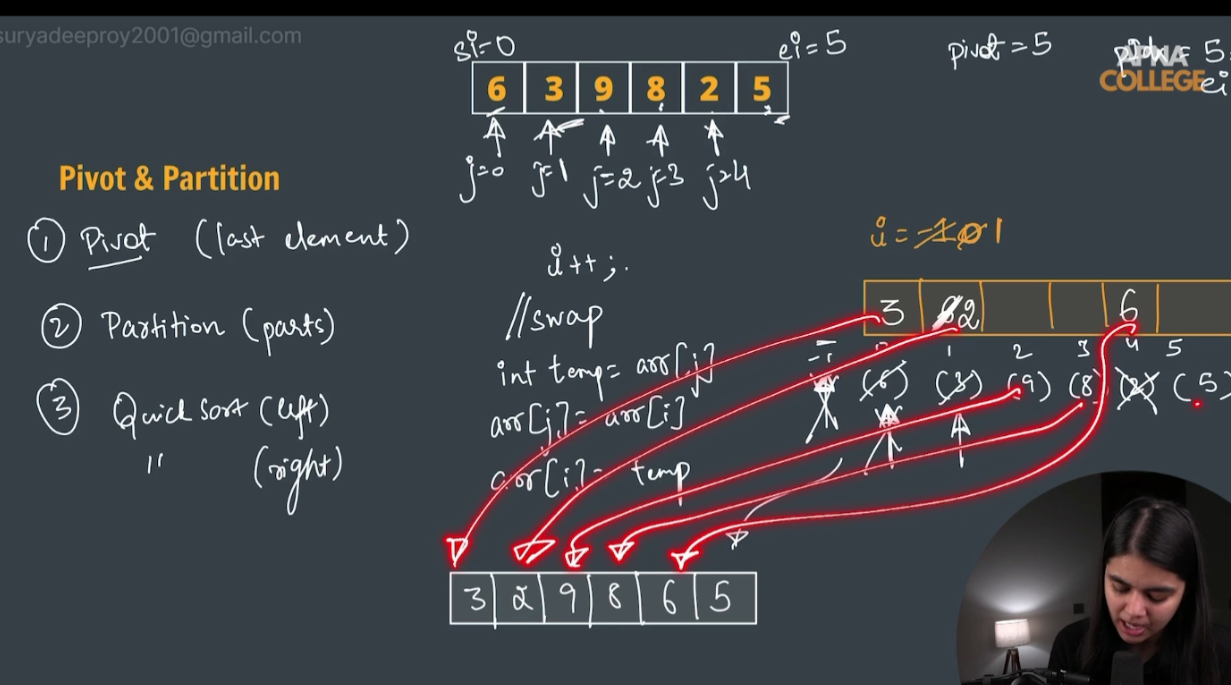 suryadeeproy2001@gmail.com
si=0
ei=5
pivot = 5
= 5
APNA
COLLEGE
ei
6 3 9 8 2 5
j=0 j=1 j=2 j=3 j=4
Pivot & Partition
① Pivot (last element)
② Partition (parts)
③ Quick sort (left)
" (right)
i++;
//swap
int temp = arr[j]
arr[j] = arr[i]
arr[i] = temp
i = -1 0 1
3 2 6
-1 0 1 2 3 4 5
(6) (3) (9) (8) (2) (5)
3 2 9 8 6 5